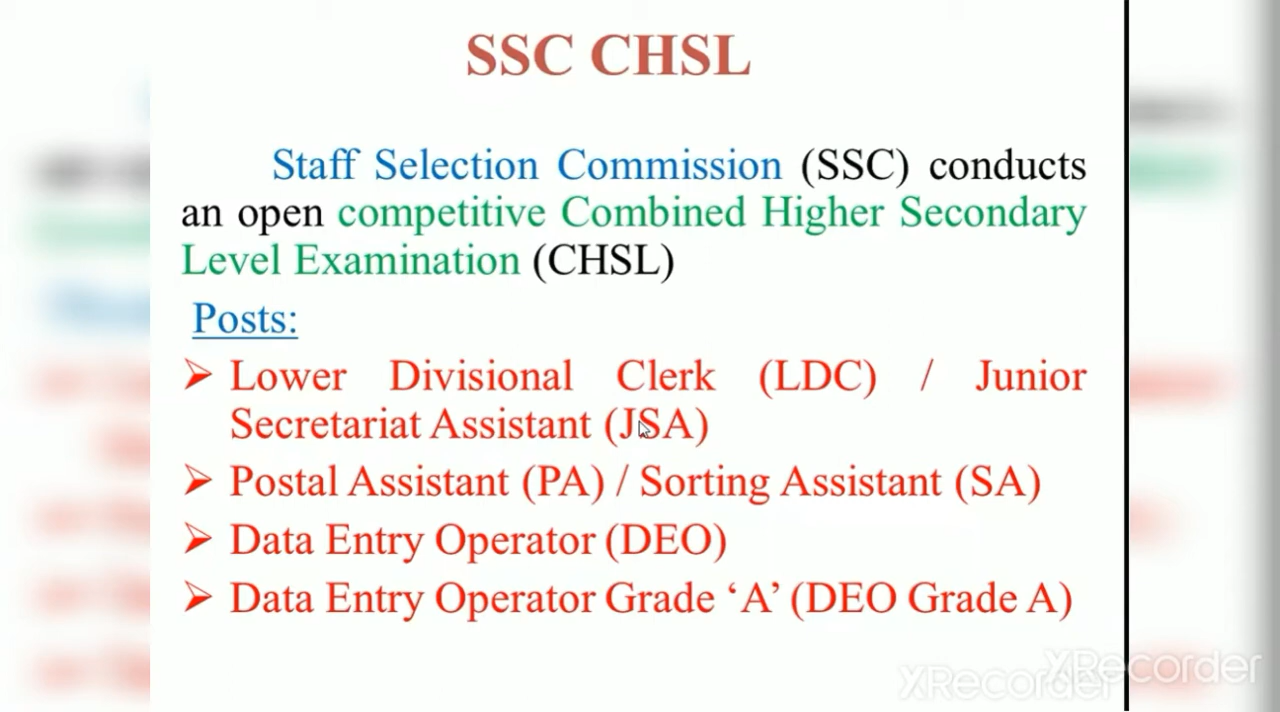 SSC CHSL
Staff Selection Commission (SSC) conducts
an open competitive Combined Higher Secondary
Level Examination (CHSL)
Posts:
➢ Lower Divisional Clerk (LDC) / Junior
Secretariat Assistant (JSA)
➢ Postal Assistant (PA) / Sorting Assistant (SA)
➢ Data Entry Operator (DEO)
➢ Data Entry Operator Grade ‘A’ (DEO Grade A)
XRecorder
XRecorder